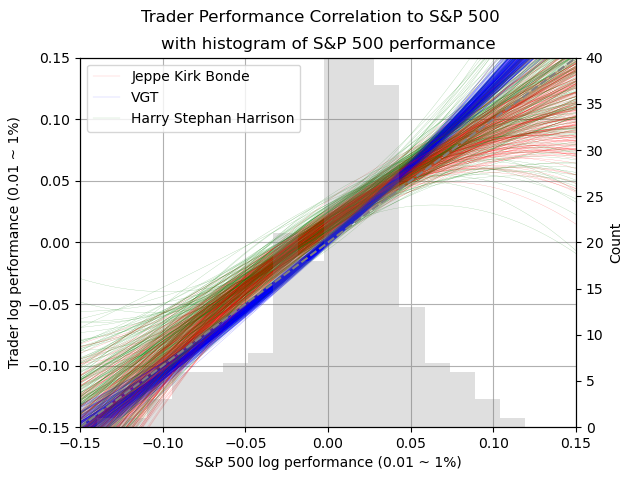 Trader Performance Correlation to S&P 500
with histogram of S&P 500 performance
Jeppe Kirk Bonde
VGT
Harry Stephan Harrison
Trader log performance (0.01 ~ 1%)
0.15
0.10
0.05
0.00
−0.05
−0.10
−0.15
−0.15 −0.10 −0.05 0.00 0.05 0.10 0.15
S&P 500 log performance (0.01 ~ 1%)
40
35
30
25
20
15
10
5
0
Count